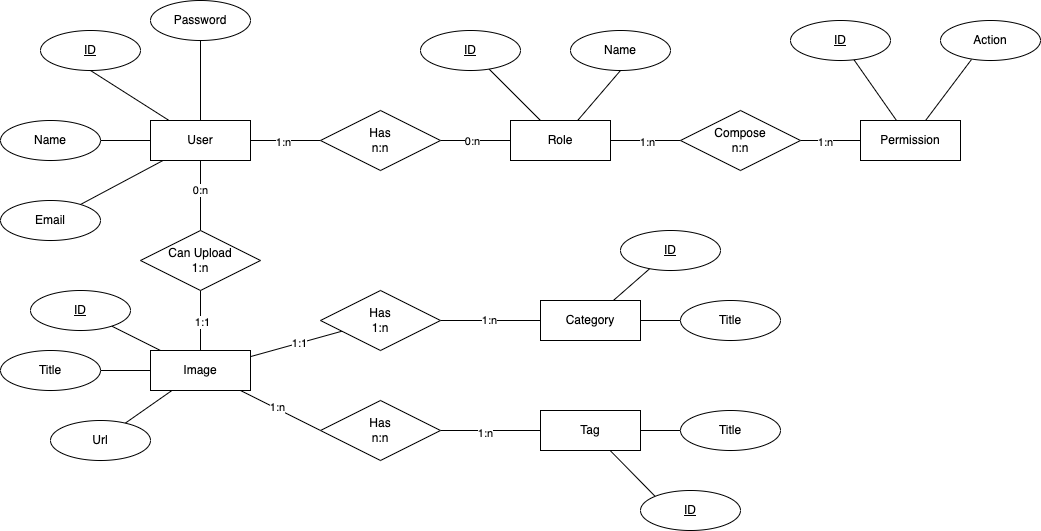 Password
ID
ID
Name
ID
Action
Name
User
1:n
Has
n:n
0:n
Role
1:n
Compose
n:n
1:n
Permission
0:n
Email
Can Upload
1:n
ID
ID
1:1
Has
1:n
1:n
Category
Title
1:1
Title
Image
1:n
Url
Has
n:n
1:n
Tag
Title
ID